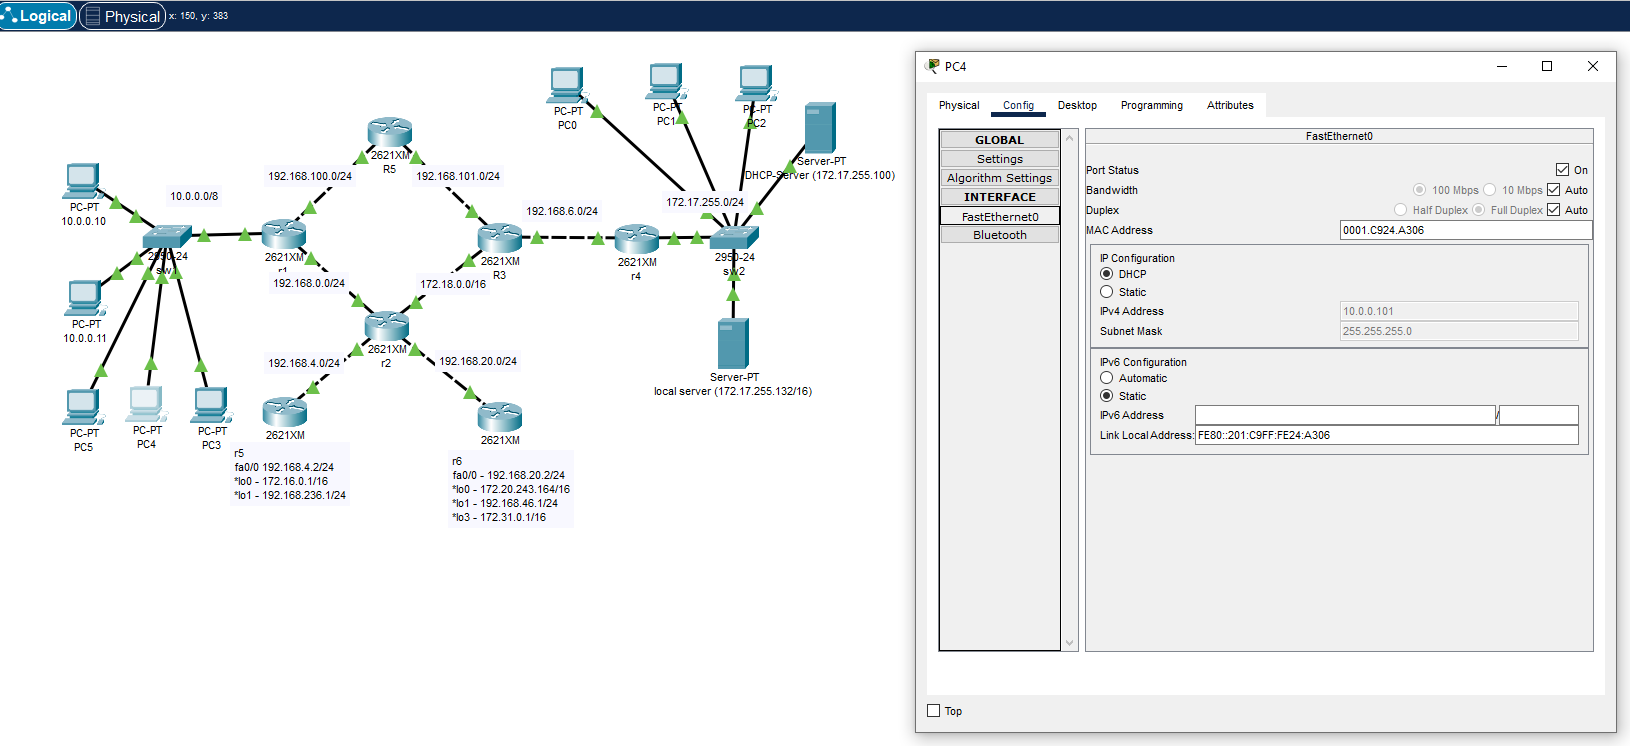 Logical Physical x: 150, y: 383
PC-PT
PC0
PC-PT
PC1
PC-PT
PC2
Server-PT
DHCP-Server (172.17.255.100)
2621XM
R5
192.168.100.0/24
192.168.101.0/24
PC-PT
10.0.0.10
10.0.0.0/8
192.168.6.0/24
172.17.255.0/24
2950-24
sw1
2621XM
r1
2621XM
R3
2621XM
r4
2950-24
sw2
192.168.0.0/24
172.18.0.0/16
PC-PT
10.0.0.11
2621XM
r2
192.168.4.0/24
192.168.20.0/24
Server-PT
local server (172.17.255.132/16)
PC-PT
PC5
PC-PT
PC4
PC-PT
PC3
2621XM
2621XM
r5
fa0/0 192.168.4.2/24
*lo0 - 172.16.0.1/16
*lo1 - 192.168.236.1/24
r6
fa0/0 - 192.168.20.2/24
*lo0 - 172.20.243.164/16
*lo1 - 192.168.46.1/24
*lo3 - 172.31.0.1/16
PC4
Physical Config Desktop Programming Attributes
GLOBAL
Settings
Algorithm Settings
INTERFACE
FastEthernet0
Bluetooth
FastEthernet0
Port Status On
Bandwidth 100 Mbps 10 Mbps Auto
Duplex Half Duplex Full Duplex Auto
MAC Address 0001.C924.A306
IP Configuration
DHCP
Static
IPv4 Address 10.0.0.101
Subnet Mask 255.255.255.0
IPv6 Configuration
Automatic
Static
IPv6 Address /
Link Local Address: FE80::201:C9FF:FE24:A306
Top